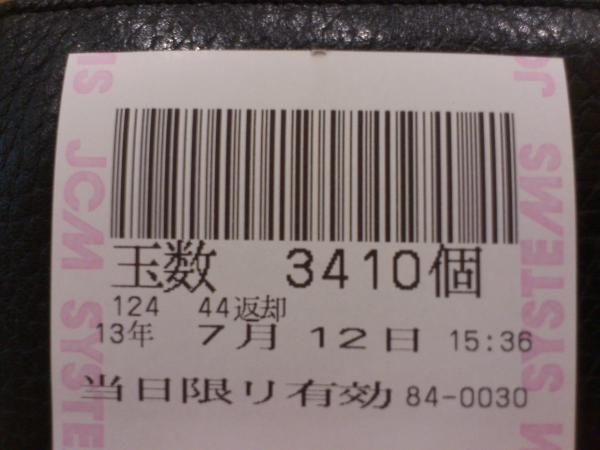 玉数 3410個
124 44返却
13年 7月12日 15:36
当日限り有効 84-0030
JCM SYSTEMS
JCM SYSTEMS